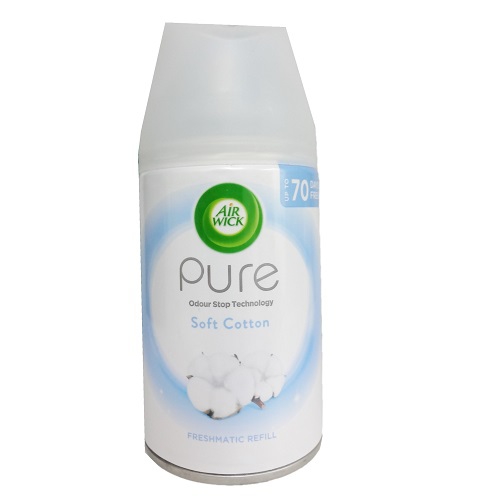 AIR
WICK
UP TO 70
pure
Odour Stop Technology
Soft Cotton
FRESHMATIC REFILL